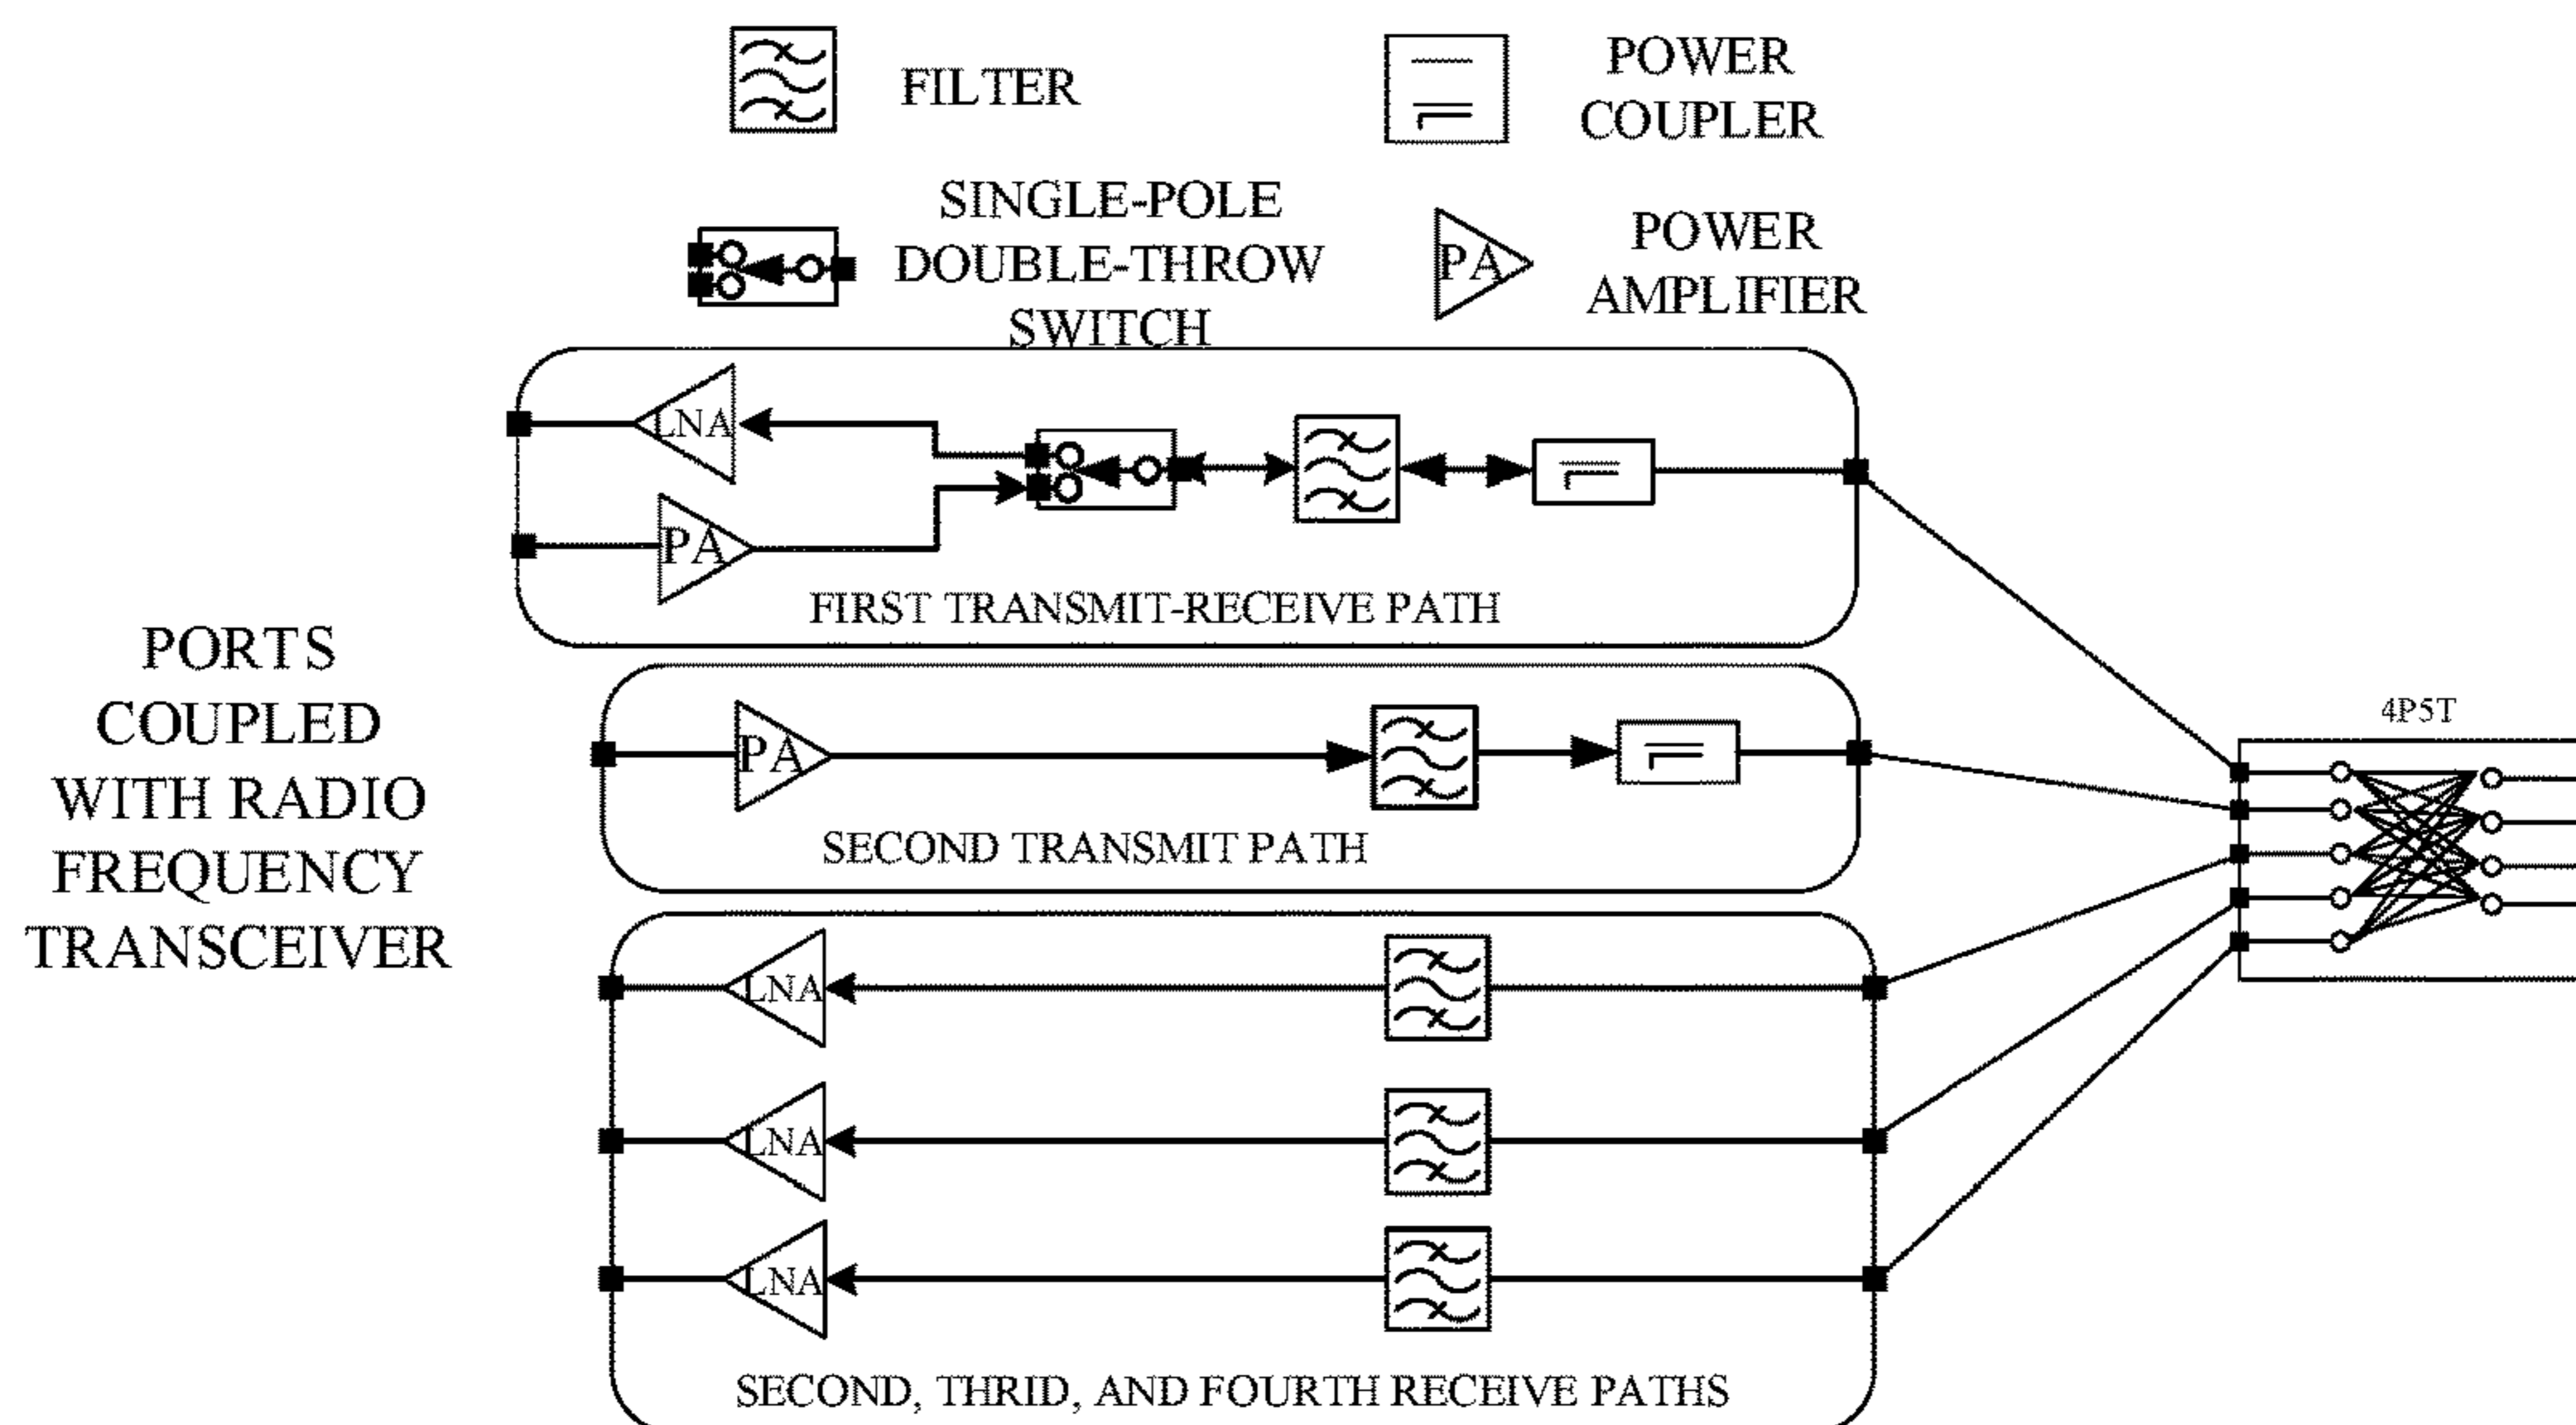 FILTER
POWER
COUPLER
SINGLE-POLE
DOUBLE-THROW
SWITCH
POWER
AMPLIFIER
PA
LNA
PA
FIRST TRANSMIT-RECEIVE PATH
PORTS
COUPLED
WITH RADIO
FREQUENCY
TRANSCEIVER
PA
SECOND TRANSMIT PATH
4P5T
LNA
LNA
LNA
SECOND, THRID, AND FOURTH RECEIVE PATHS